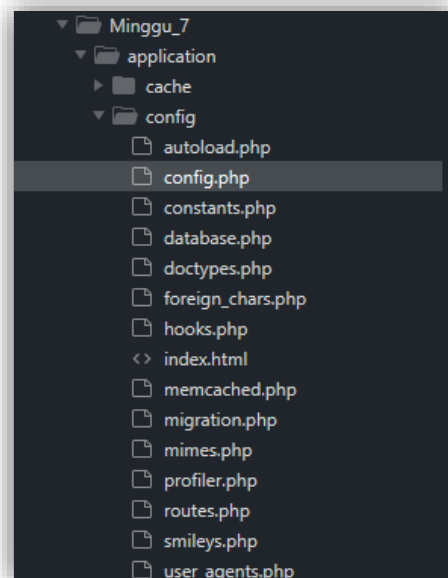 Minggu_7
application
cache
config
autoload.php
config.php
constants.php
database.php
doctypes.php
foreign_chars.php
hooks.php
index.html
memcached.php
migration.php
mimes.php
profiler.php
routes.php
smileys.php
user_agents.php